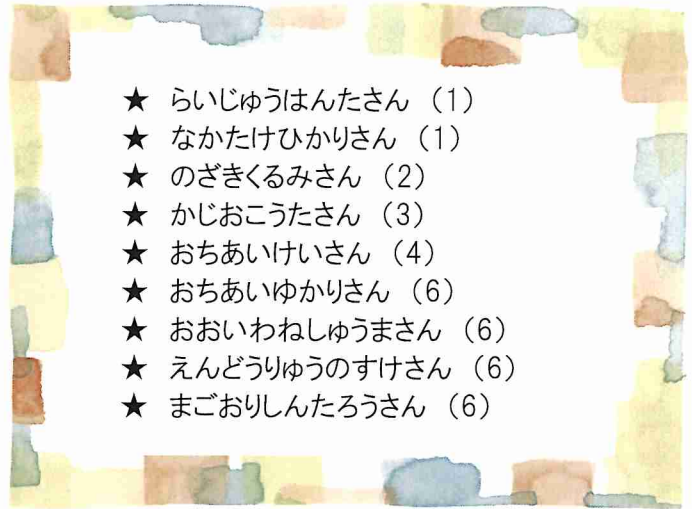 ★ らいじゅうはんたさん （1）
★ なかたけひかりさん （1）
★ のざきくるみさん （2）
★ かじおこうたさん （3）
★ おちあいけいさん （4）
★ おちあいゆかりさん （6）
★ おおいわねしゅうまさん （6）
★ えんどうりゅうのすけさん （6）
★ まごおりしんたろうさん （6）